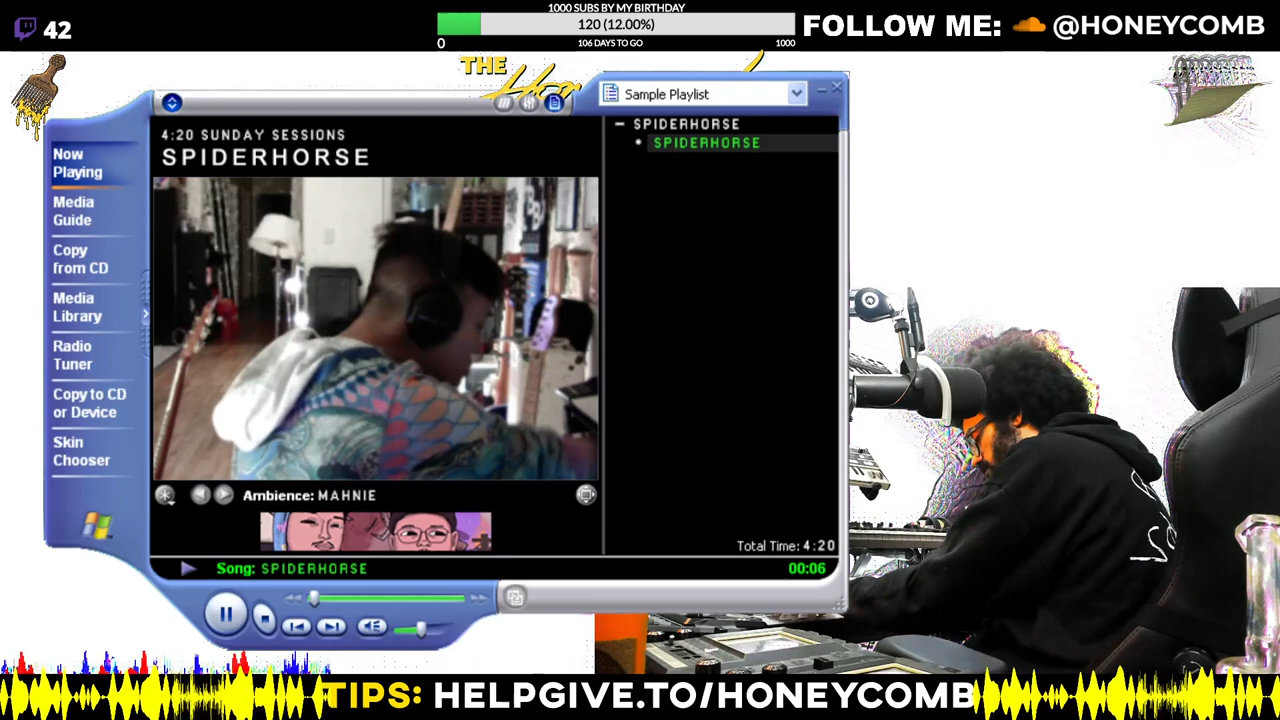 42
1000 SUBS BY MY BIRTHDAY
120 (12.00%)
0
106 DAYS TO GO
1000
FOLLOW ME: @HONEYCOMB
THE
Sample Playlist
4:20 SUNDAY SESSIONS
SPIDERHORSE
SPIDERHORSE
SPIDERHORSE
Now
Playing
Media
Guide
Copy
from CD
Media
Library
Radio
Tuner
Copy to CD
or Device
Skin
Chooser
Ambience: MAHNIE
Total Time: 4:20
Song: SPIDERHORSE
00:06
TIPS: HELPGIVE.TO/HONEYCOMB